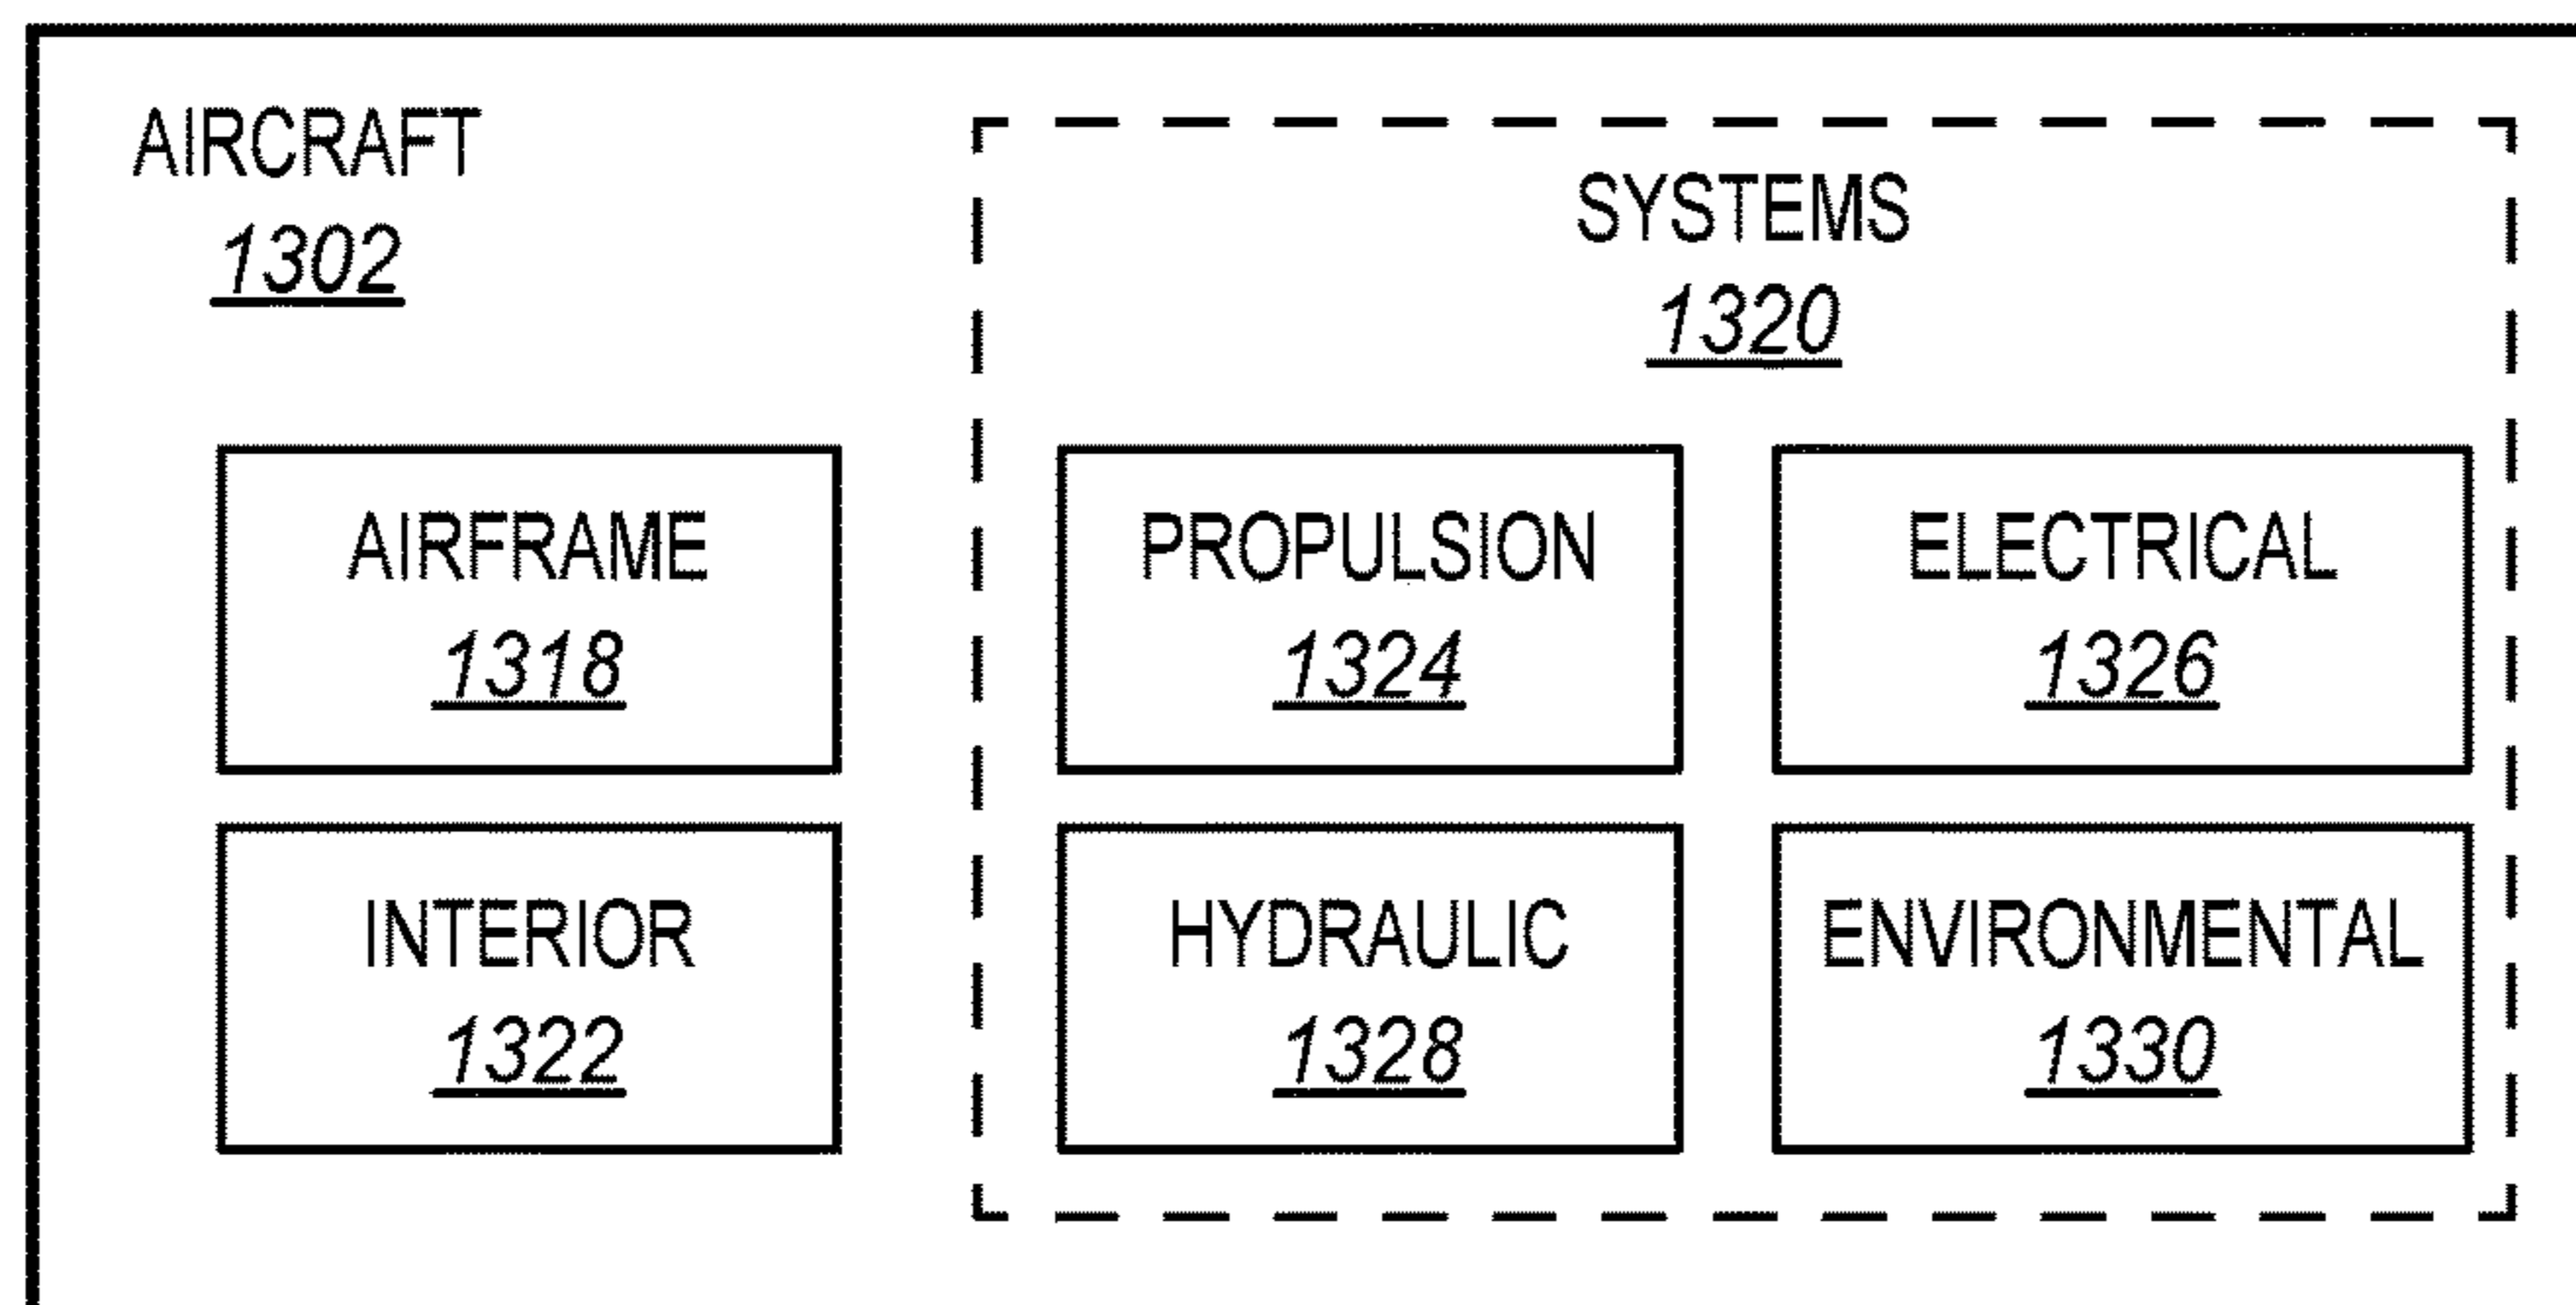 AIRCRAFT
1302
SYSTEMS
1320
AIRFRAME
1318
PROPULSION
1324
ELECTRICAL
1326
INTERIOR
1322
HYDRAULIC
1328
ENVIRONMENTAL
1330